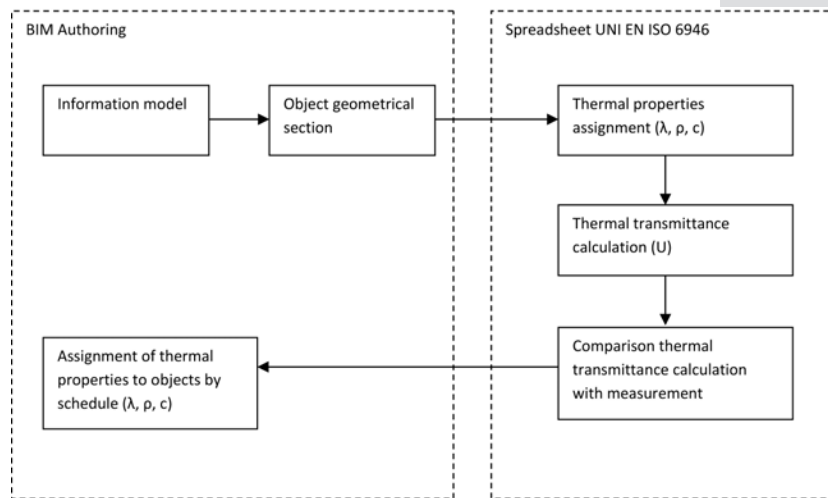 BIM Authoring
Spreadsheet UNI EN ISO 6946
Information model
Object geometrical
section
Thermal properties
assignment (λ, ρ, c)
Thermal transmittance
calculation (U)
Comparison thermal
transmittance calculation
with measurement
Assignment of thermal
properties to objects by
schedule (λ, ρ, c)